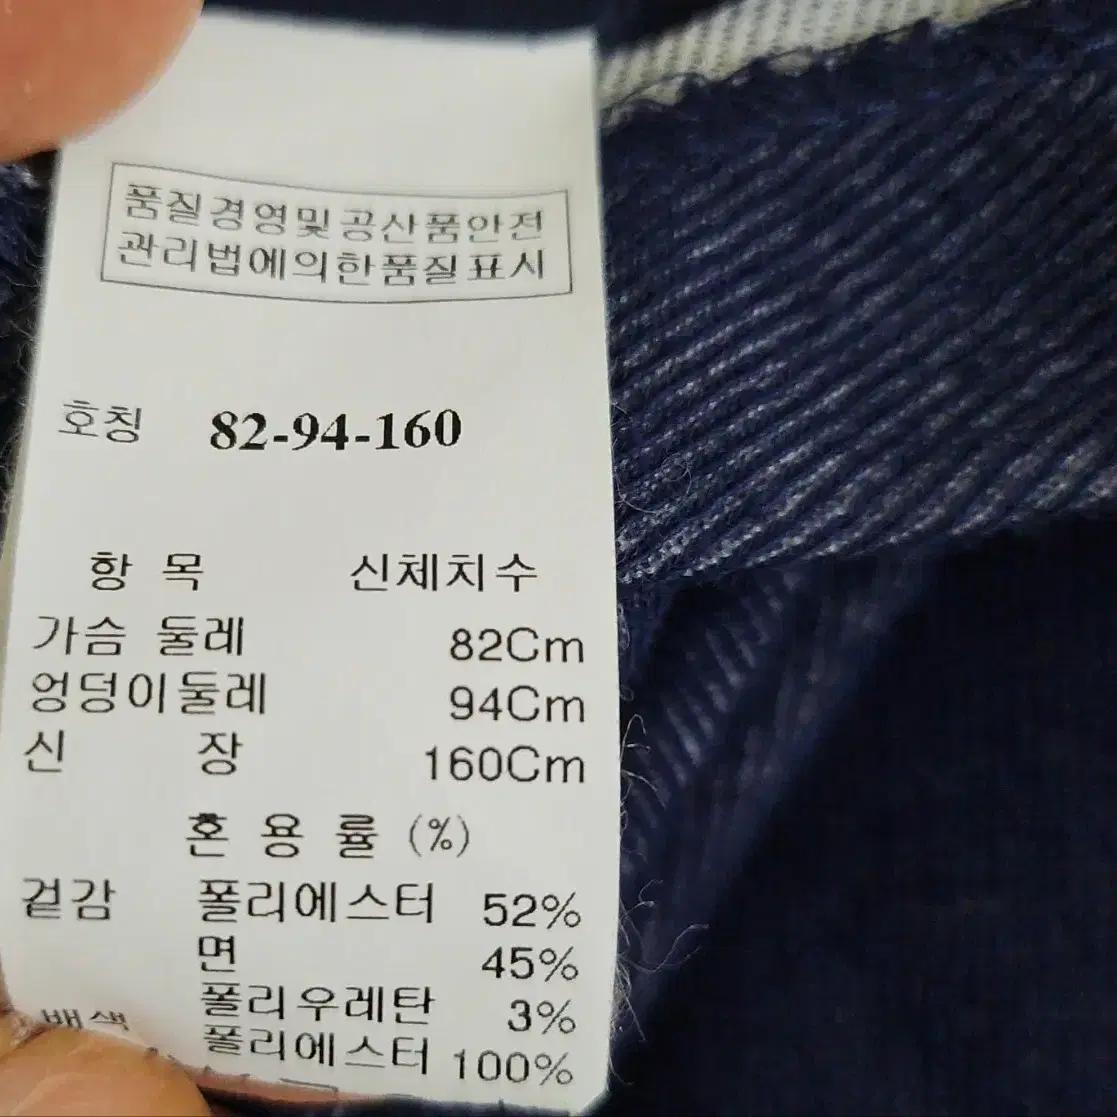 품질경영및공산품안전
관리법에의한품질표시
호칭 82-94-160
항 목 신체치수
가슴 둘레 82Cm
엉덩이둘레 94Cm
신 장 160Cm
혼 용 률 (%)
겉감 폴리에스터 52%
면 45%
폴리우레탄 3%
배색 폴리에스터 100%